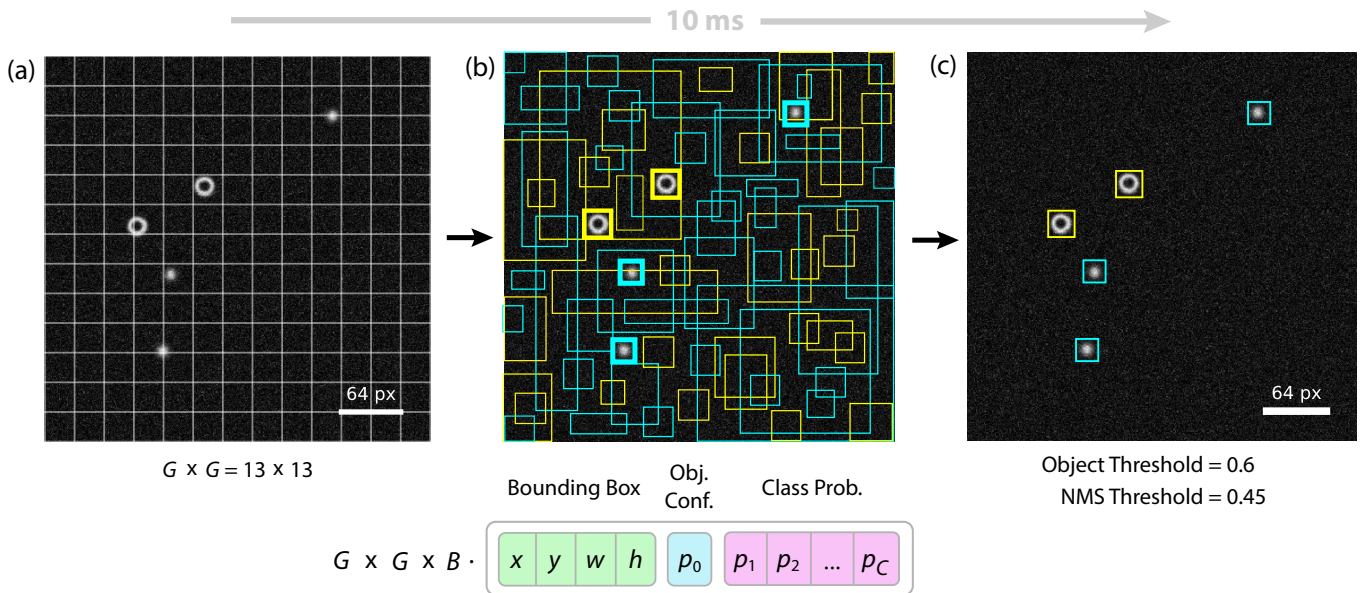 10 ms
(a)
(b)
(c)
64 px
64 px
G x G = 13 x 13
Object Threshold = 0.6
NMS Threshold = 0.45
Bounding Box
Obj.
Conf.
Class Prob.
G x G x B · x y w h p0 p1 p2 ... pC